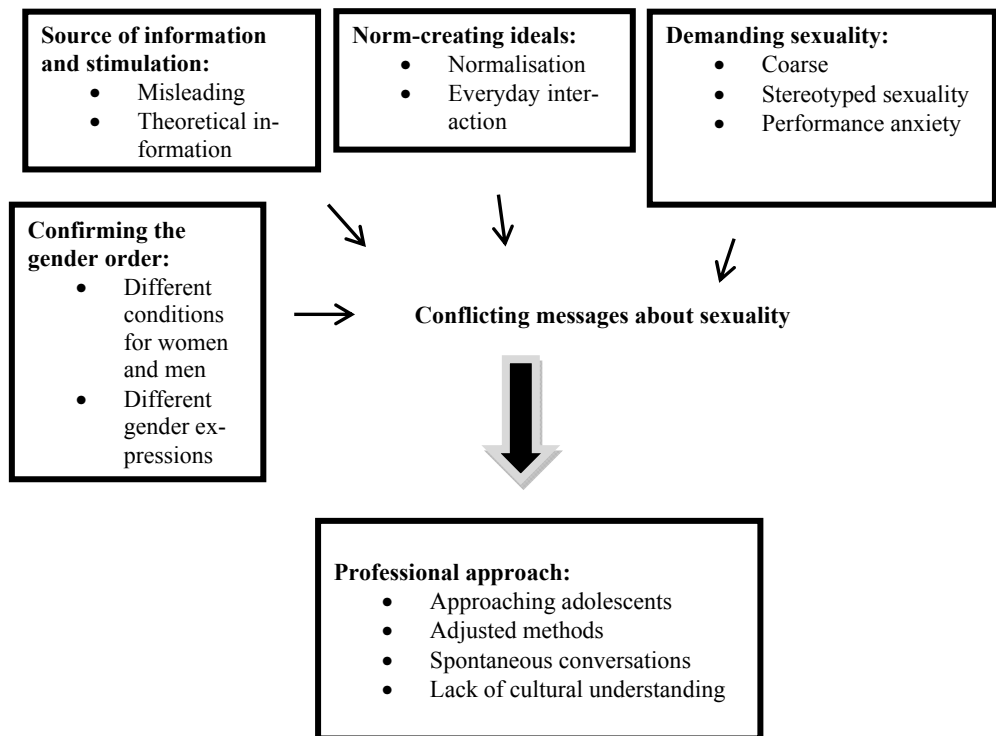 Source of information
and stimulation:
• Misleading
• Theoretical in-
formation
Norm-creating ideals:
• Normalisation
• Everyday inter-
action
Demanding sexuality:
• Coarse
• Stereotyped sexuality
• Performance anxiety
Confirming the
gender order:
• Different
conditions
for women
and men
• Different
gender ex-
pressions
Conflicting messages about sexuality
Professional approach:
• Approaching adolescents
• Adjusted methods
• Spontaneous conversations
• Lack of cultural understanding